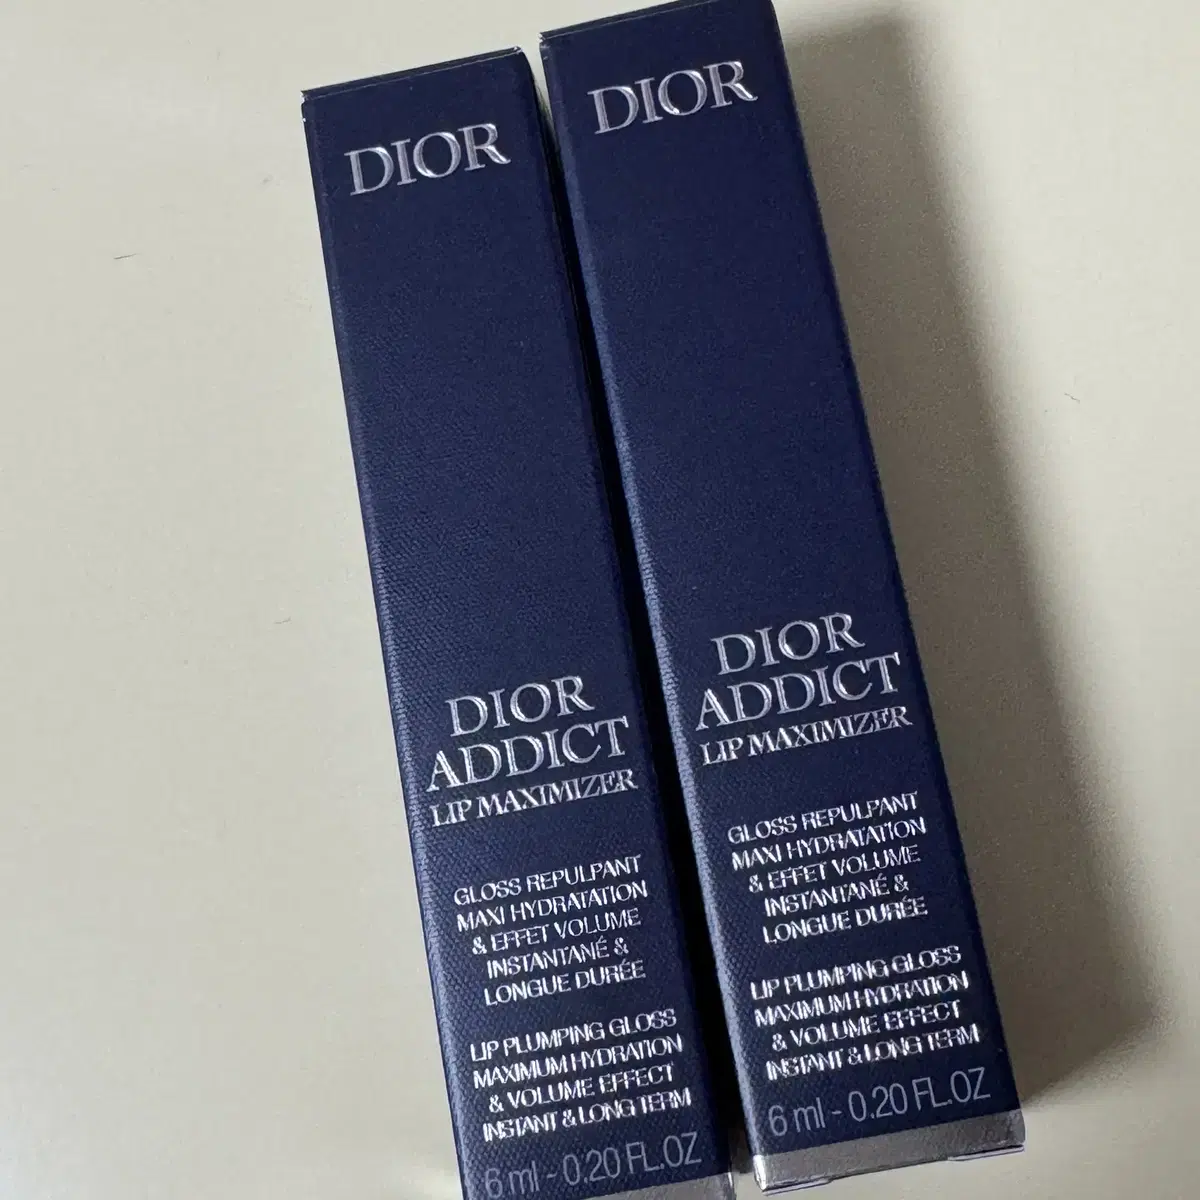 DIOR
DIOR
ADDICT
LIP MAXIMIZER
GLOSS REPULPANT
MAXI HYDRATATION
& EFFET VOLUME
INSTANTANÉ &
LONGUE DURÉE
LIP PLUMPING GLOSS
MAXIMUM HYDRATION
& VOLUME EFFECT
INSTANT & LONG TERM
6 ml - 0.20 FL.OZ
DIOR
DIOR
ADDICT
LIP MAXIMIZER
GLOSS REPULPANT
MAXI HYDRATATION
& EFFET VOLUME
INSTANTANÉ &
LONGUE DURÉE
LIP PLUMPING GLOSS
MAXIMUM HYDRATION
& VOLUME EFFECT
INSTANT & LONG TERM
6 ml - 0.20 FL.OZ